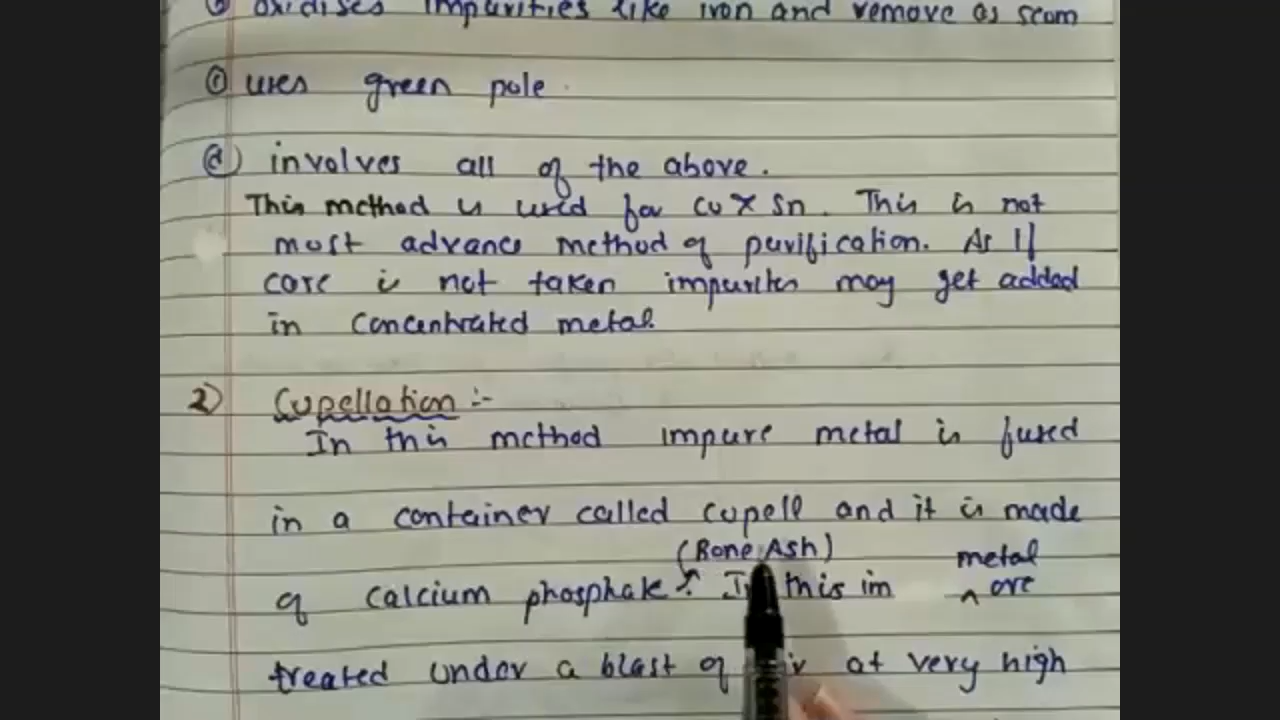 oxidises impurities like iron and remove as scum
© uses green pole.
(d) involves all of the above.
This method is used for Cu & Sn. This is not
most advance method of purification. As if
care is not taken impurites may get added
in concentrated metal.
2) Cupellation :-
In this method impure metal is fused
in a container called cupell and it is made
(Bone Ash) metal
of calcium phosphate. In this im ^ ore
treated under a blast of at very high